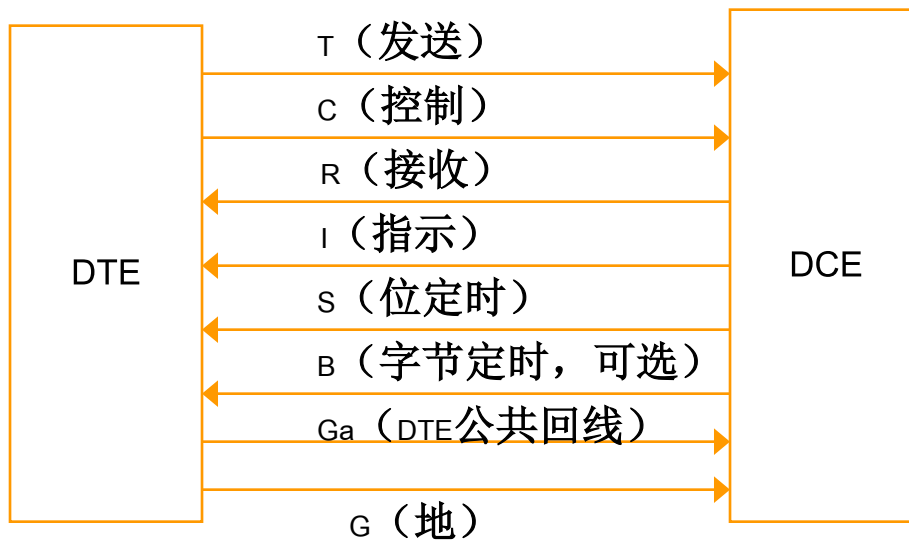 T（发送）
C（控制）
R（接收）
I（指示）
DTE
DCE
S（位定时）
B（字节定时，可选）
Ga（DTE公共回线）
G（地）